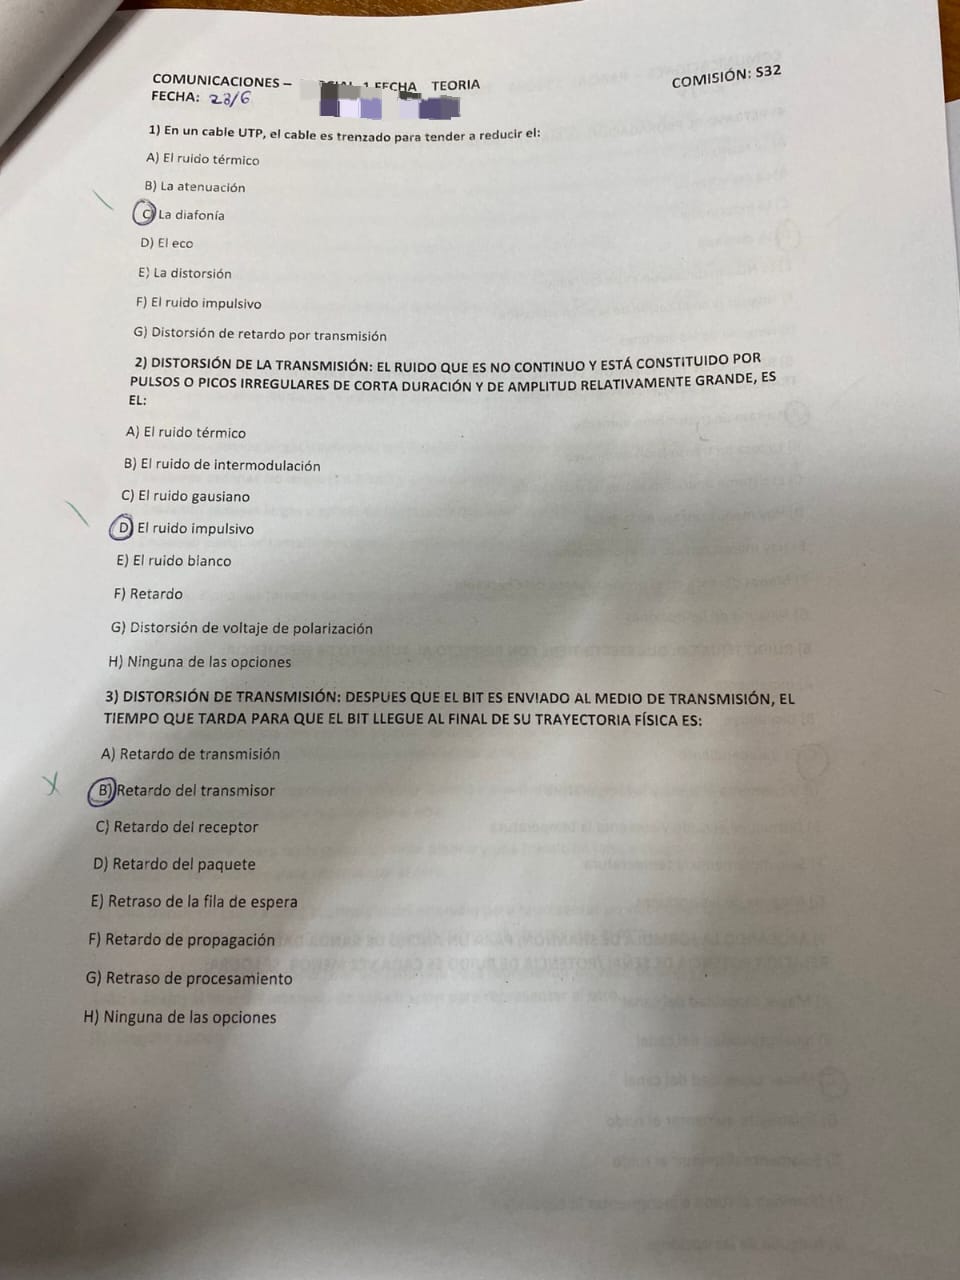 COMUNICACIONES – 1 FECHA TEORIA COMISIÓN: S32
FECHA: 23/6
1) En un cable UTP, el cable es trenzado para tender a reducir el:
A) El ruido térmico
B) La atenuación
C) La diafonía
D) El eco
E) La distorsión
F) El ruido impulsivo
G) Distorsión de retardo por transmisión
2) DISTORSIÓN DE LA TRANSMISIÓN: EL RUIDO QUE ES NO CONTINUO Y ESTÁ CONSTITUIDO POR
PULSOS O PICOS IRREGULARES DE CORTA DURACIÓN Y DE AMPLITUD RELATIVAMENTE GRANDE, ES
EL:
A) El ruido térmico
B) El ruido de intermodulación
C) El ruido gausiano
D) El ruido impulsivo
E) El ruido blanco
F) Retardo
G) Distorsión de voltaje de polarización
H) Ninguna de las opciones
3) DISTORSIÓN DE TRANSMISIÓN: DESPUES QUE EL BIT ES ENVIADO AL MEDIO DE TRANSMISIÓN, EL
TIEMPO QUE TARDA PARA QUE EL BIT LLEGUE AL FINAL DE SU TRAYECTORIA FÍSICA ES:
A) Retardo de transmisión
B) Retardo del transmisor
C) Retardo del receptor
D) Retardo del paquete
E) Retraso de la fila de espera
F) Retardo de propagación
G) Retraso de procesamiento
H) Ninguna de las opciones